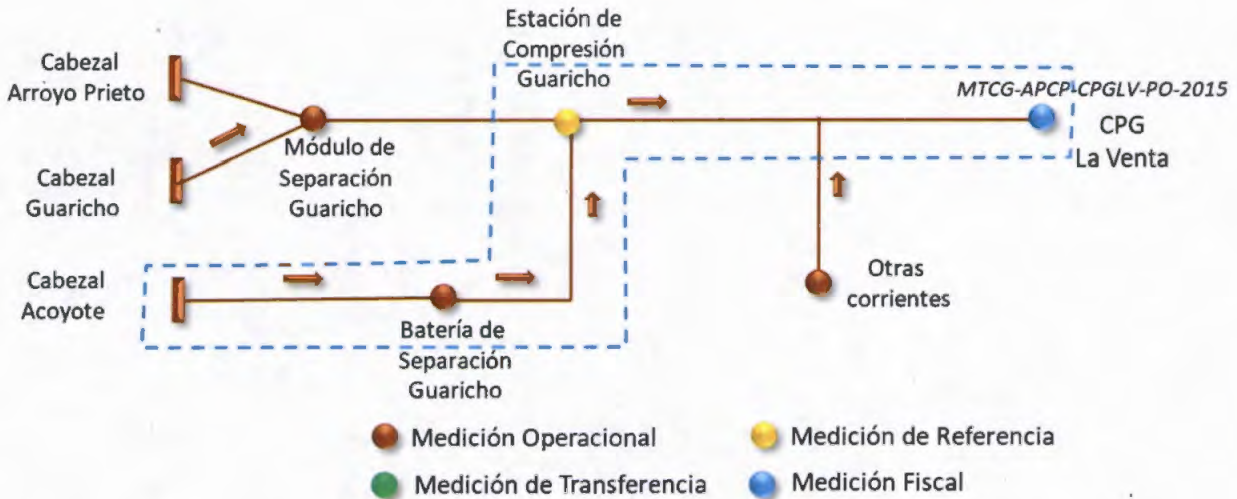 Estación de
Compresión
Guaricho
Cabezal
Arroyo Prieto
MTCG-APCP-CPGLV-PO-2015
CPG
La Venta
Módulo de
Separación
Guaricho
Cabezal
Guaricho
Cabezal
Acoyote
Otras
corrientes
Batería de
Separación
Guaricho
Medición Operacional
Medición de Referencia
Medición de Transferencia
Medición Fiscal